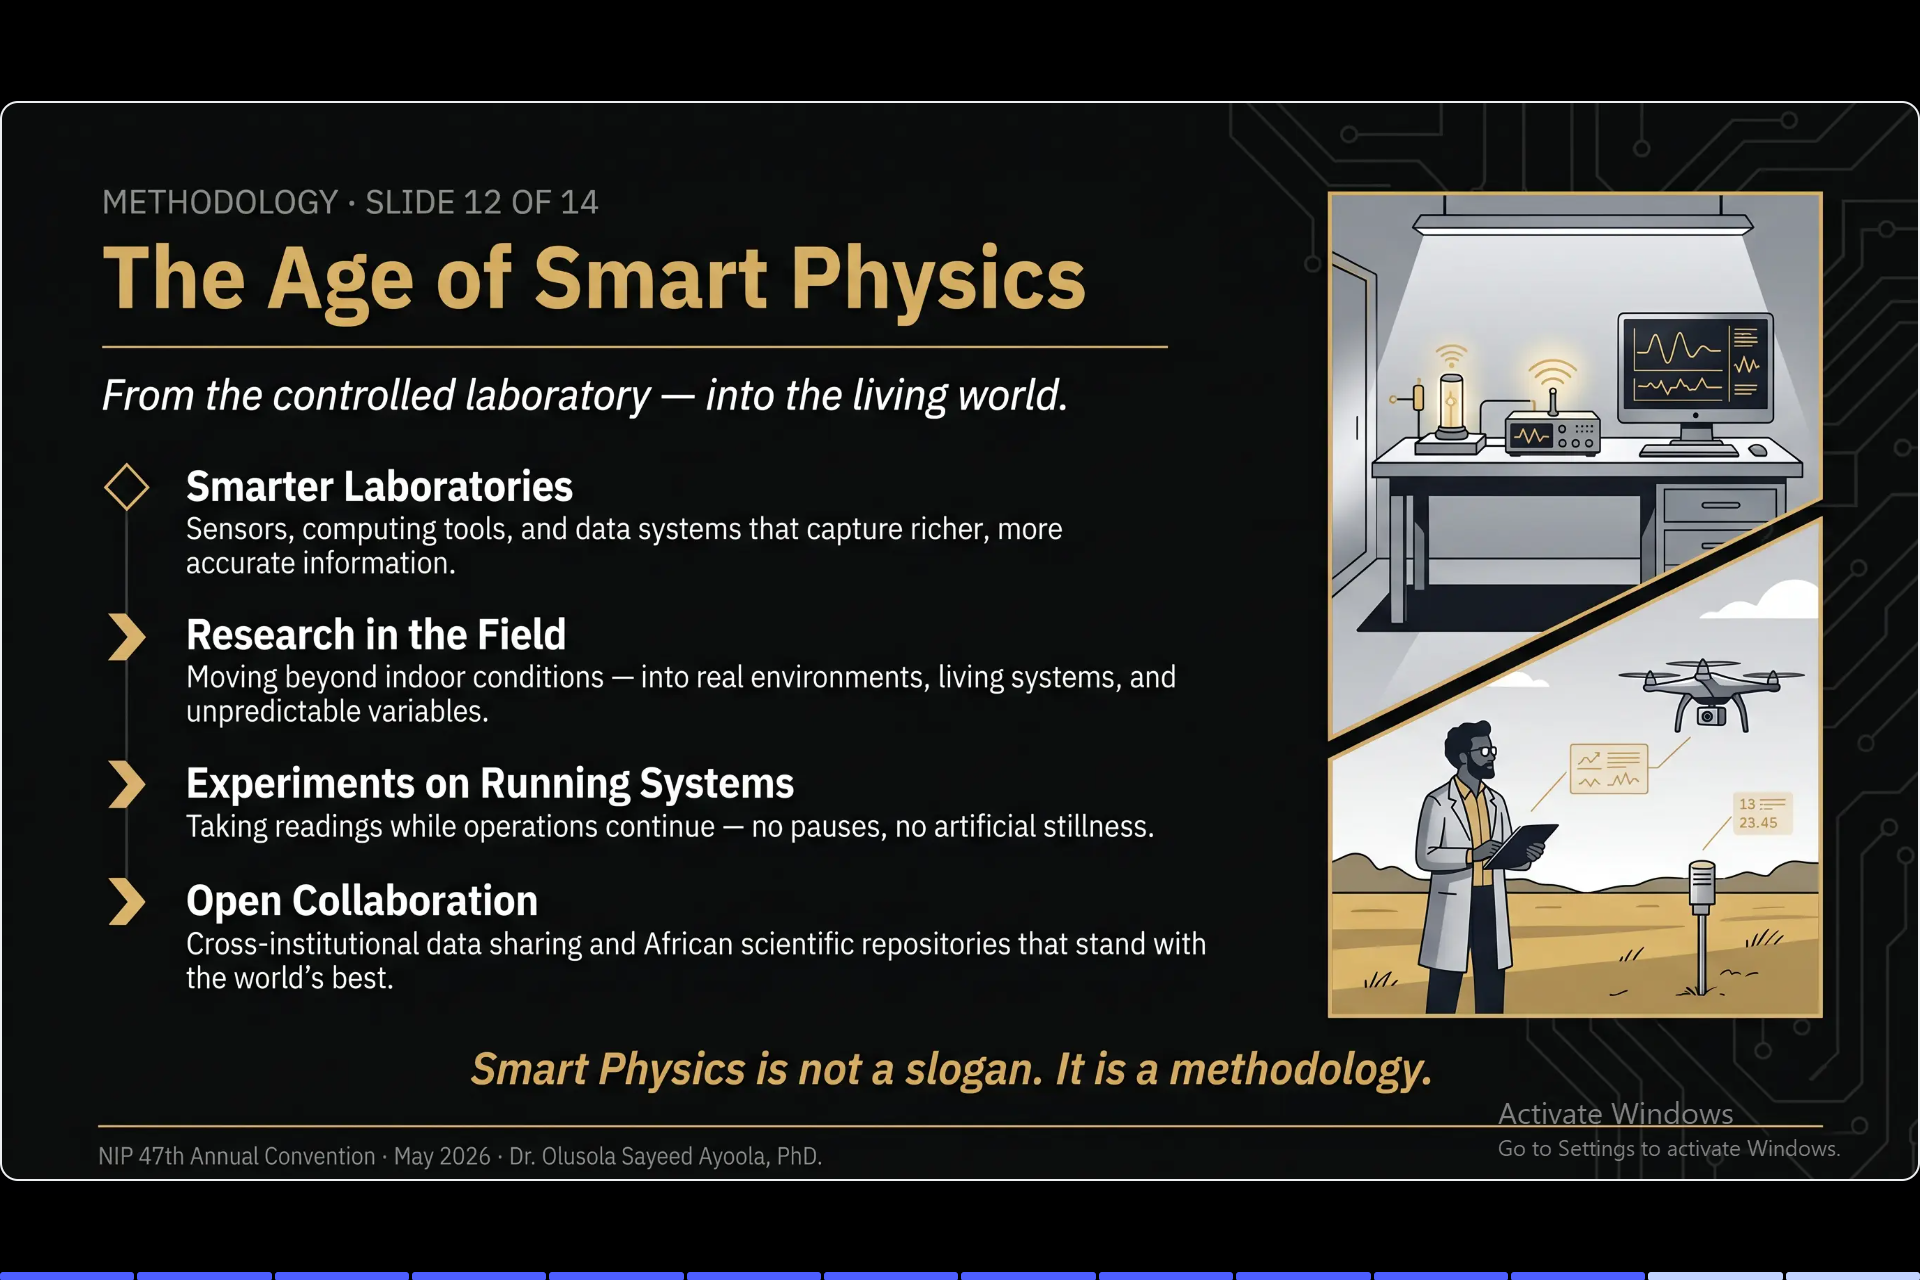 METHODOLOGY · SLIDE 12 OF 14
The Age of Smart Physics
From the controlled laboratory — into the living world.
Smarter Laboratories
Sensors, computing tools, and data systems that capture richer, more
accurate information.
Research in the Field
Moving beyond indoor conditions — into real environments, living systems, and
unpredictable variables.
Experiments on Running Systems
Taking readings while operations continue — no pauses, no artificial stillness.
Open Collaboration
Cross-institutional data sharing and African scientific repositories that stand with
the world’s best.
13
23.45
Smart Physics is not a slogan. It is a methodology.
Activate Windows
Go to Settings to activate Windows.
NIP 47th Annual Convention · May 2026 · Dr. Olusola Sayeed Ayoola, PhD.